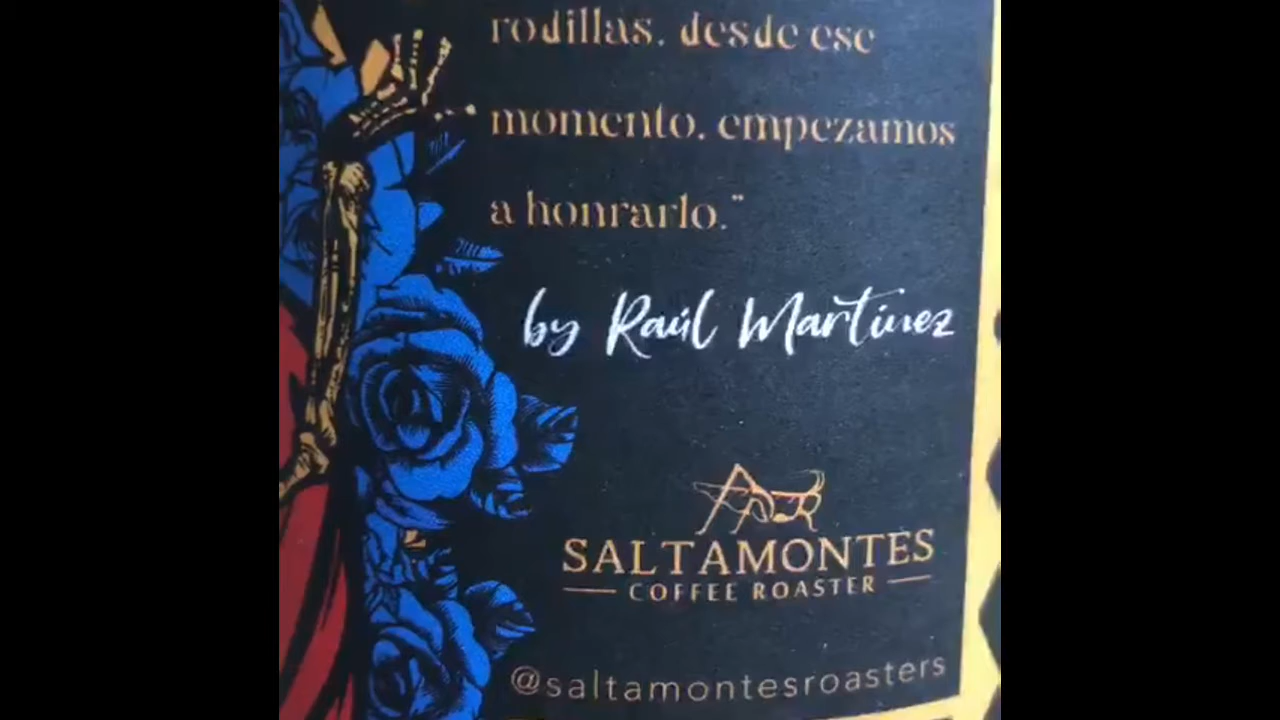 rodillas. desde ese
momento. empezamos
a honrarlo.”
by Raúl Martínez
SALTAMONTES
COFFEE ROASTER
@saltamontesroasters